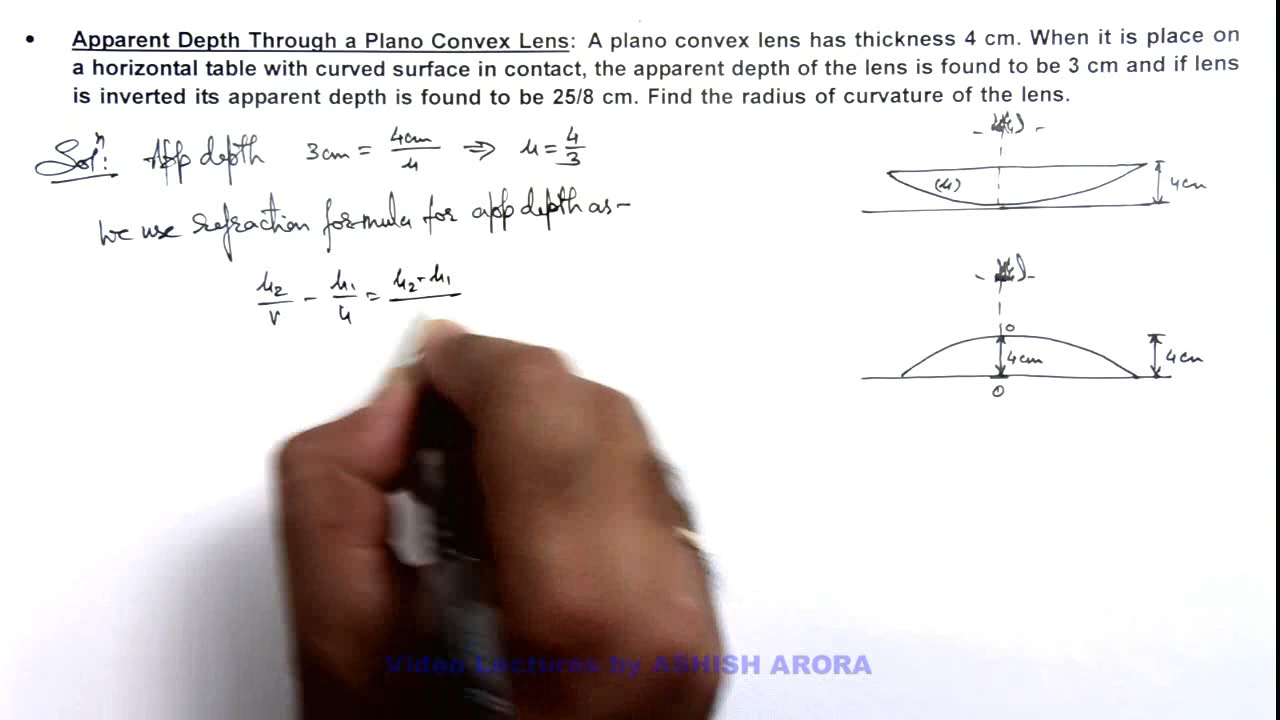 • Apparent Depth Through a Plano Convex Lens: A plano convex lens has thickness 4 cm. When it is place on
a horizontal table with curved surface in contact, the apparent depth of the lens is found to be 3 cm and if lens
is inverted its apparent depth is found to be 25/8 cm. Find the radius of curvature of the lens.
Solⁿ: App depth 3cm = 4cm/μ ⇒ μ = 4/3
(μ) 4cm
We use refraction formula for app depth as-
μ₂/v - μ₁/u = μ₂-μ₁
O
4cm 4cm
O
Video Lectures by ASHISH ARORA